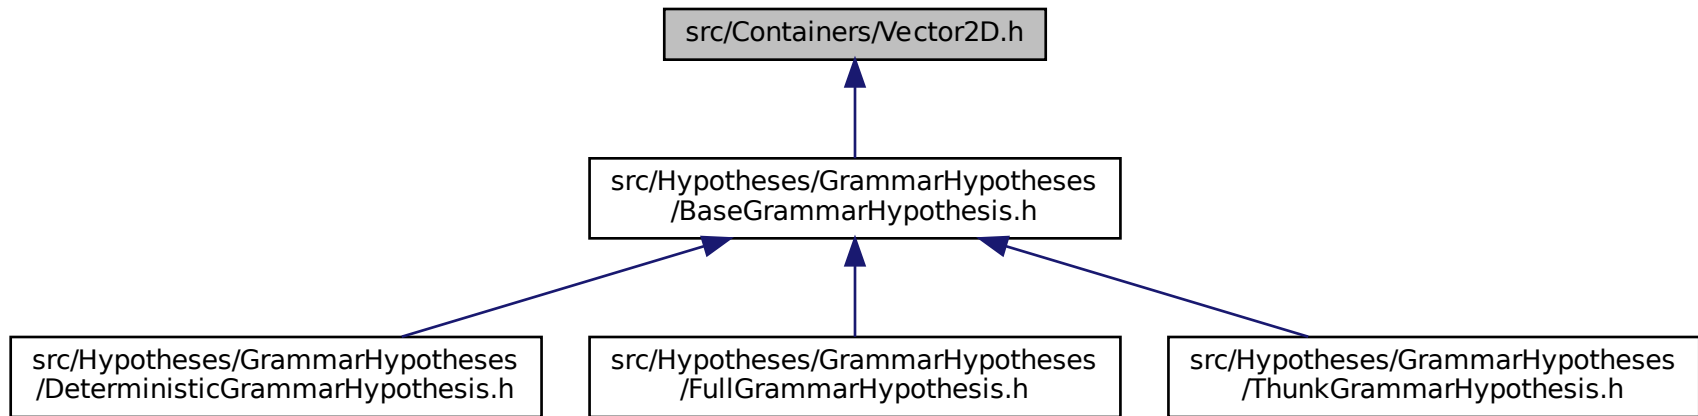 src/Containers/Vector2D.h
src/Hypotheses/GrammarHypotheses
/BaseGrammarHypothesis.h
src/Hypotheses/GrammarHypotheses
/DeterministicGrammarHypothesis.h
src/Hypotheses/GrammarHypotheses
/FullGrammarHypothesis.h
src/Hypotheses/GrammarHypotheses
/ThunkGrammarHypothesis.h